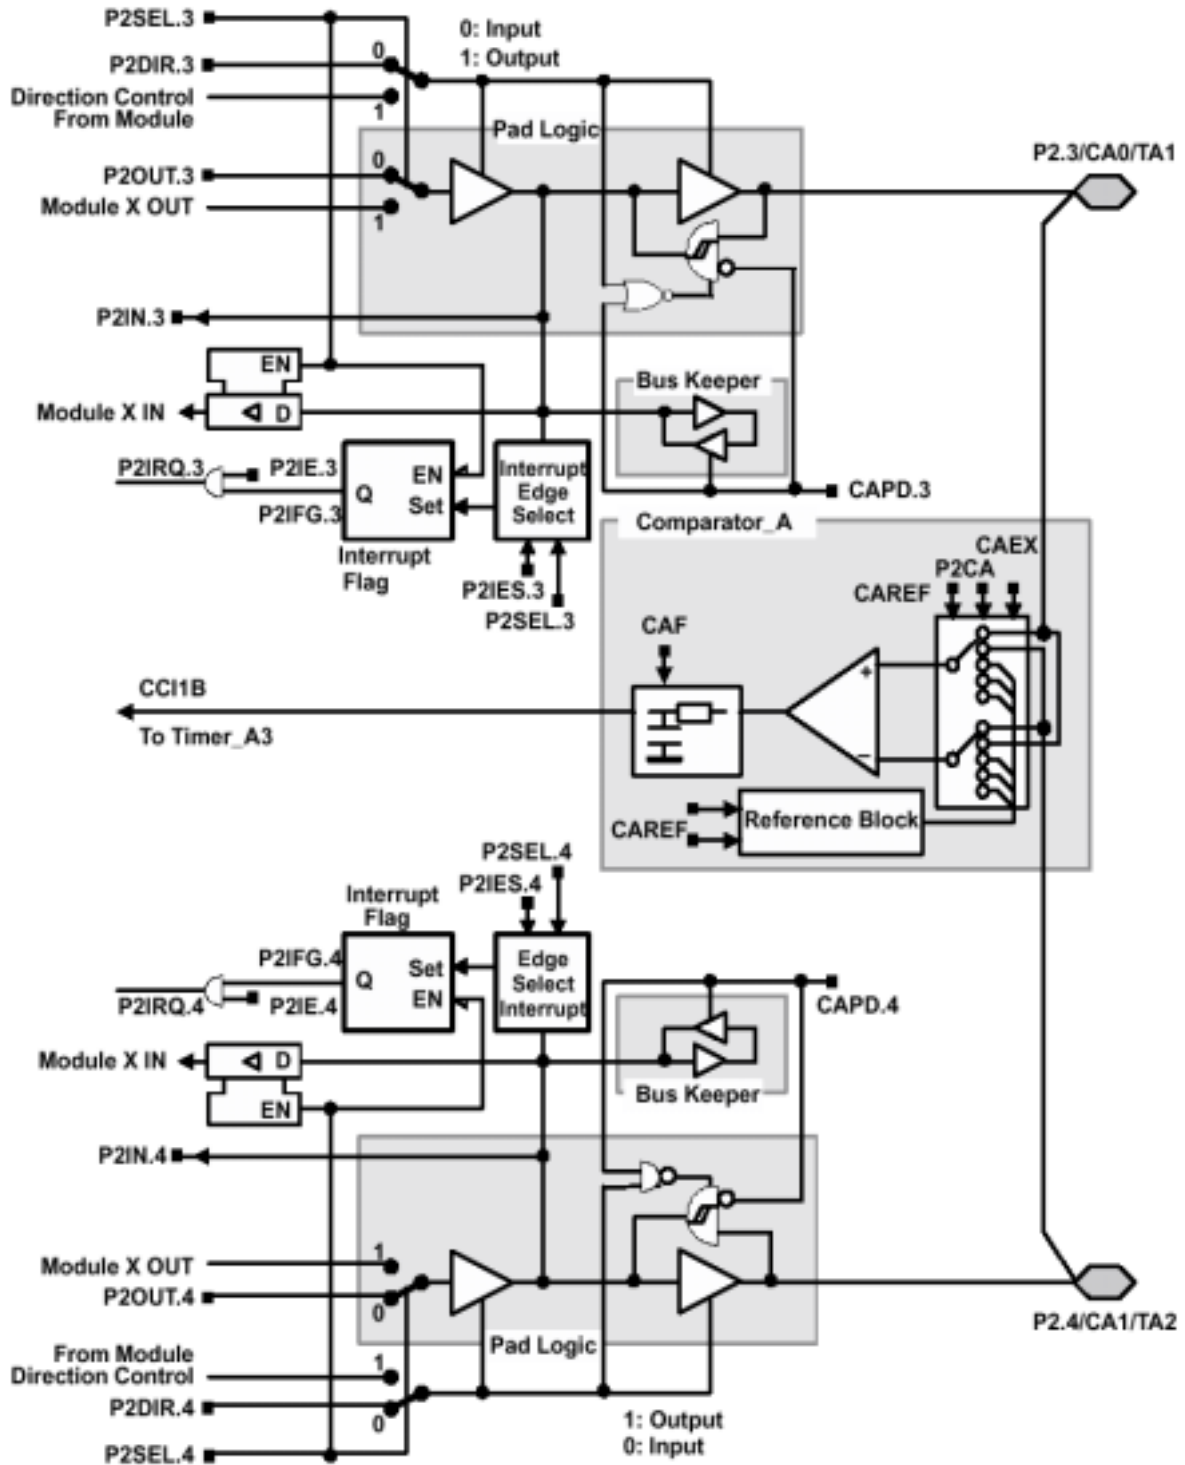 P2SEL.3
0: Input
1: Output
0
P2DIR.3
Direction Control
From Module
1
Pad Logic
P2.3/CA0/TA1
0
P2OUT.3
Module X OUT
1
P2IN.3
EN
Bus Keeper
Module X IN
D
P2IRQ.3
P2IE.3
EN
Interrupt
Edge
Select
CAPD.3
Q
Set
P2IFG.3
Comparator_A
Interrupt
Flag
P2IES.3
P2SEL.3
CAEX
P2CA
CAREF
CAF
+
CCI1B
To Timer_A3
−
CAREF
Reference Block
P2SEL.4
P2IES.4
Interrupt
Flag
P2IFG.4
Q
Set
EN
Edge
Select
Interrupt
P2IRQ.4
P2IE.4
CAPD.4
Module X IN
D
EN
Bus Keeper
P2IN.4
Module X OUT
1
P2OUT.4
0
P2.4/CA1/TA2
Pad Logic
From Module
Direction Control
1
P2DIR.4
0
1: Output
0: Input
P2SEL.4